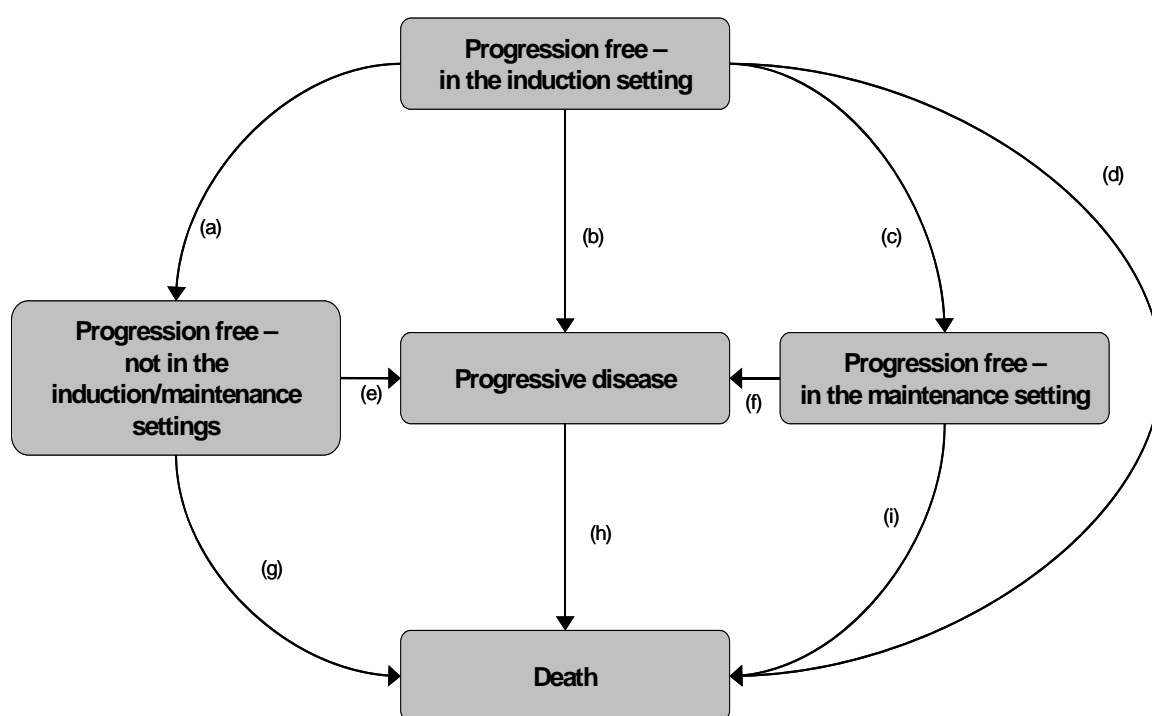 Progression free –
in the induction setting
(d)
(a)
(b)
(c)
Progression free –
not in the
induction/maintenance
settings
Progressive disease
Progression free –
in the maintenance setting
(e)
(f)
(g)
(h)
(i)
Death